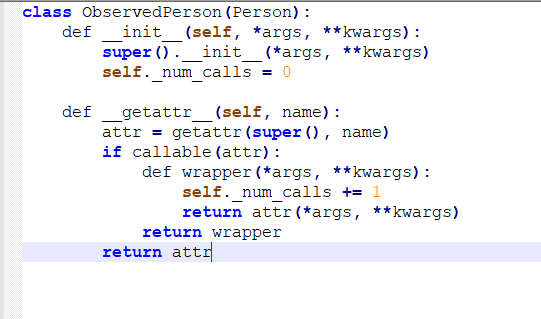 class ObservedPerson(Person):
    def __init__(self, *args, **kwargs):
        super().__init__(*args, **kwargs)
        self._num_calls = 0

    def __getattr__(self, name):
        attr = getattr(super(), name)
        if callable(attr):
            def wrapper(*args, **kwargs):
                self._num_calls += 1
                return attr(*args, **kwargs)
            return wrapper
        return attr